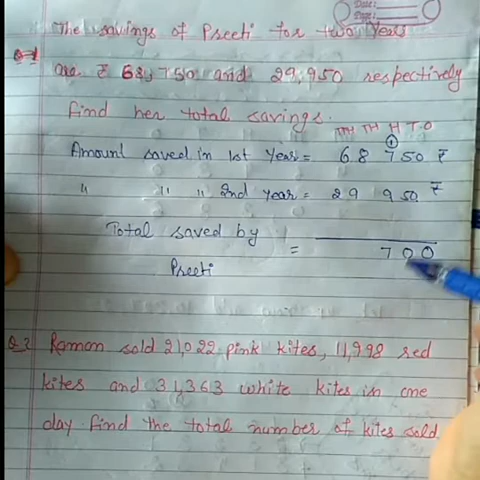 Date:
Page:
The savings of Preeti for two Years
Q-1 are ₹ 68,750 and 29,950 respectively
find her total savings.
TTH TH H T.O
1
Amount saved in 1st Year = 68 750 ₹
" " " 2nd year = 29 950 ₹
Total saved by
Preeti = 700
Q.2 Raman sold 21,022 pink kites, 11,998 red
kites and 31,363 white kites in one
day find the total number of kites sold